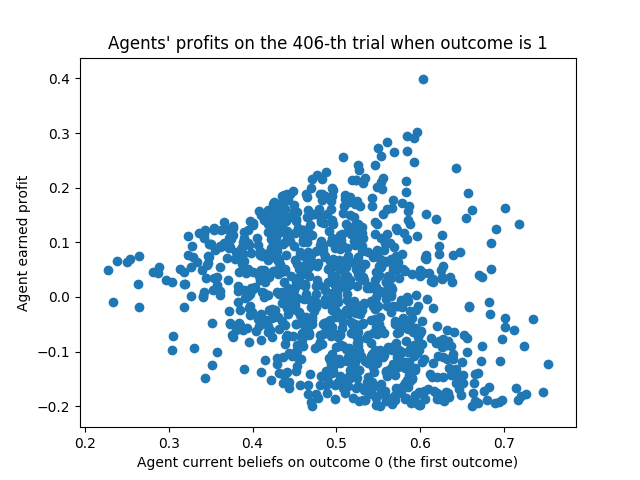 Agents' profits on the 406-th trial when outcome is 1
Agent earned profit
0.4
0.3
0.2
0.1
0.0
−0.1
−0.2
0.2 0.3 0.4 0.5 0.6 0.7
Agent current beliefs on outcome 0 (the first outcome)